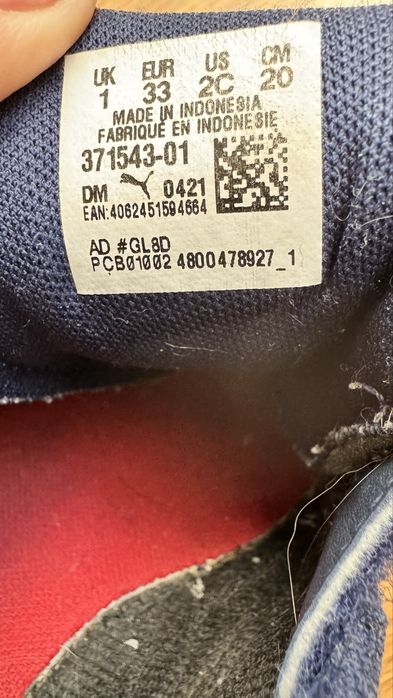 UK EUR US CM
1 33 2C 20
MADE IN INDONESIA
FABRIQUÉ EN INDONESIE
371543-01
DM 0421
EAN:4062451594664
AD #GL8D
PCB01002 4800478927_1